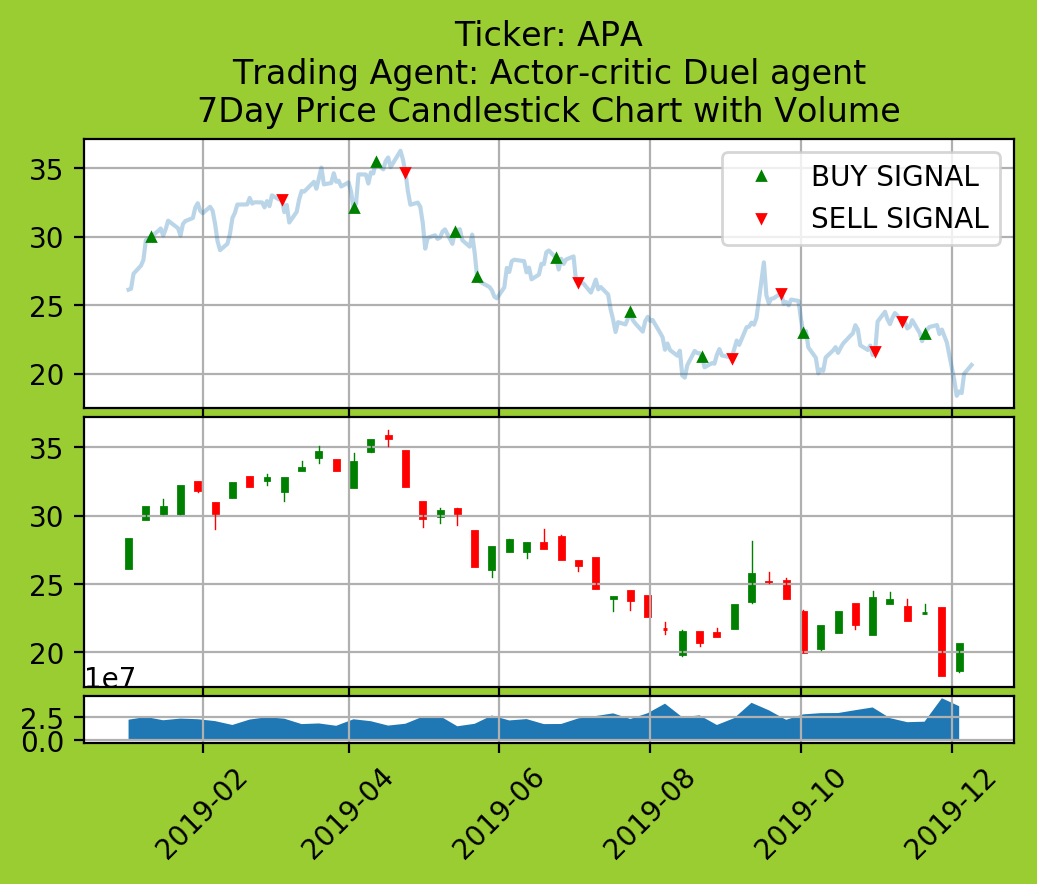 Ticker: APA
Trading Agent: Actor-critic Duel agent
7Day Price Candlestick Chart with Volume
BUY SIGNAL
SELL SIGNAL
35
30
25
20
35
30
25
20
1e7
2.5
0.0
2019-02
2019-04
2019-06
2019-08
2019-10
2019-12